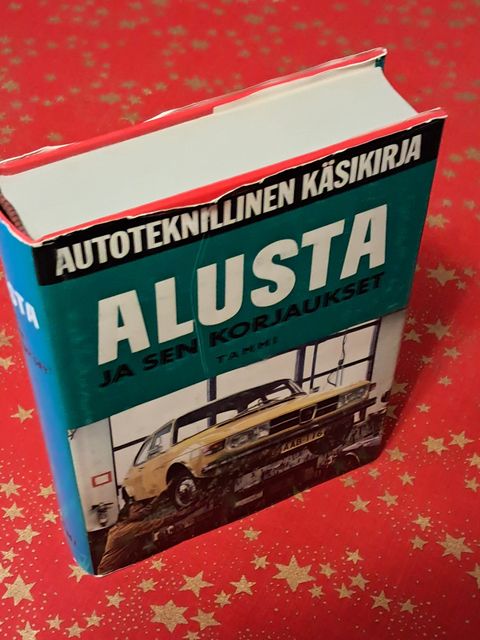 AUTOTEKNILLINEN KÄSIKIRJA
ALUSTA
JA SEN KORJAUKSET
TAMMI